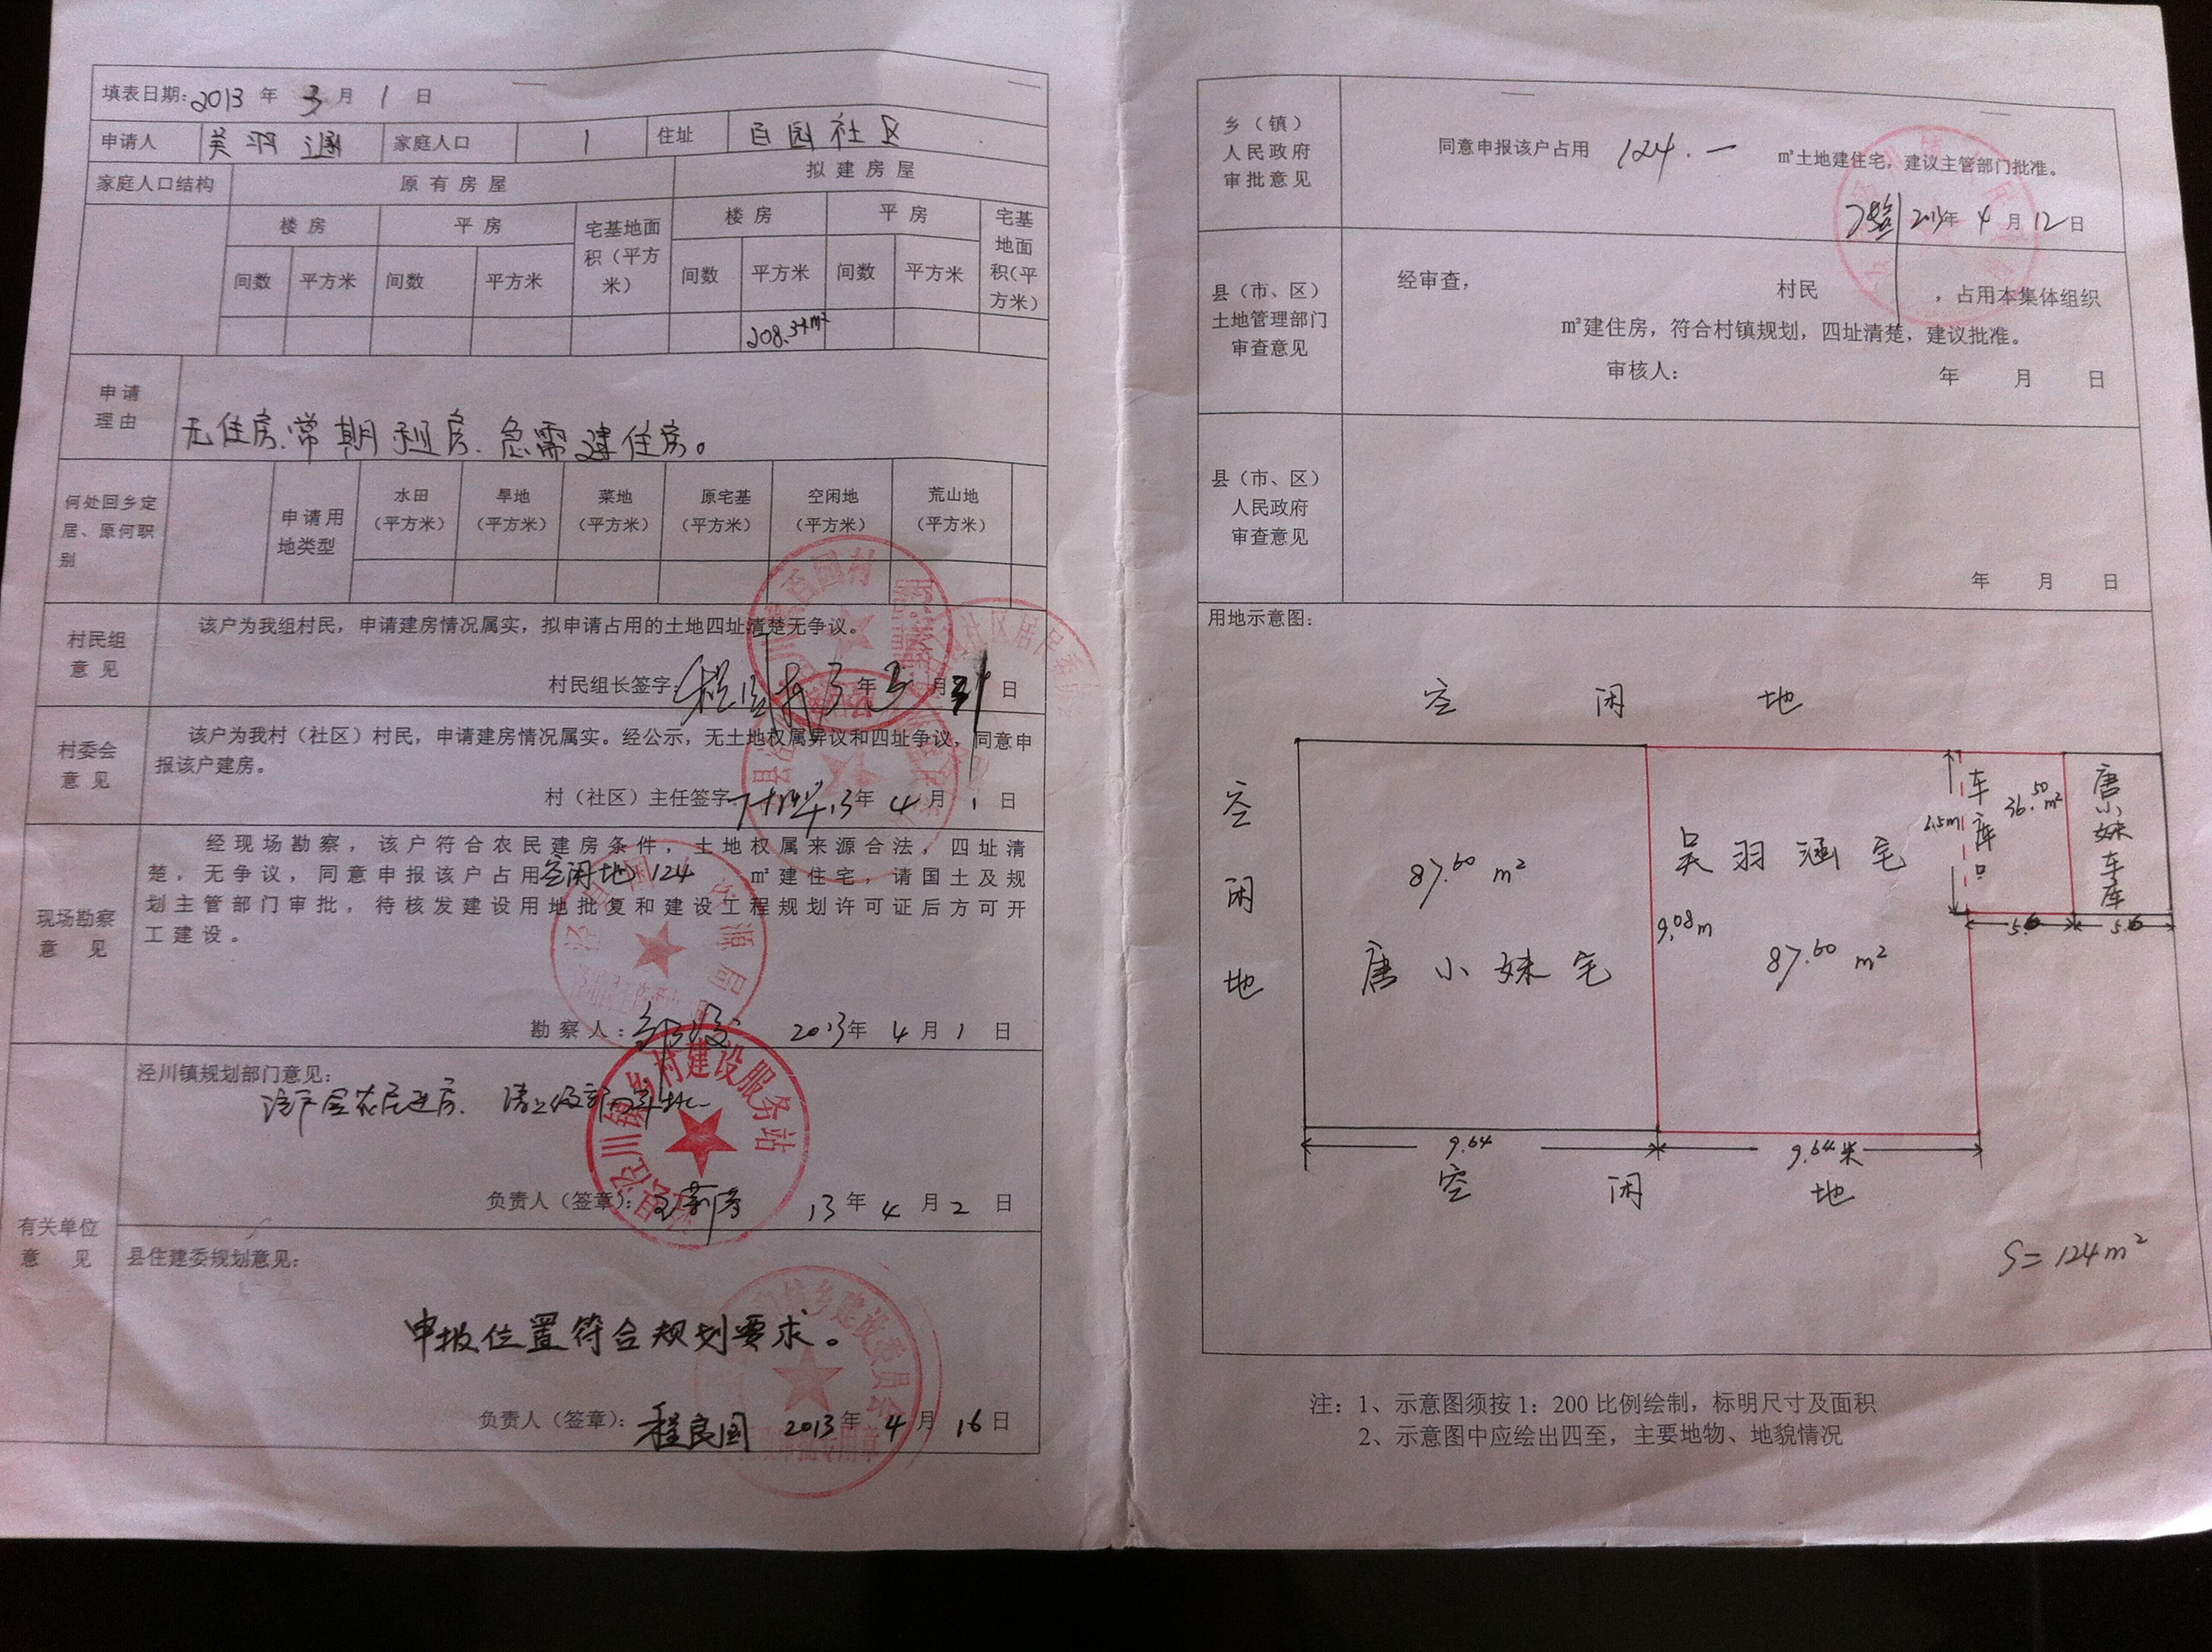 填表日期:2013 年 3 月 1 日
申请人 吴羽涵 家庭人口 1 住址 百园社区
家庭人口结构 原有房屋 拟建房屋
楼房 平房 宅基地面积(平方米) 楼房 平房 宅基地面积(平方米)
间数 平方米 间数 平方米 间数 平方米 间数 平方米
208.34m²
申请理由 无住房.常期租房.急需建住房。
何处回乡定居、原何职别 申请用地类型 水田(平方米) 旱地(平方米) 菜地(平方米) 原宅基(平方米) 空闲地(平方米) 荒山地(平方米)
村民组意见 该户为我组村民,申请建房情况属实,拟申请占用的土地四址清楚无争议。
村民组长签字: 年 3 月 日
村委会意见 该户为我村(社区)村民,申请建房情况属实。经公示,无土地权属异议和四址争议,同意申
报该户建房。
村(社区)主任签字 13年 4 月 1 日
现场勘察意见 经现场勘察,该户符合农民建房条件,土地权属来源合法,四址清
楚,无争议,同意申报该户占用空闲地124 ㎡建住宅,请国土及规
划主管部门审批,待核发建设用地批复和建设工程规划许可证后方可开
工建设。
勘察人: 2013年 4 月 1 日
有关单位意见
泾川镇规划部门意见:
该户属农民建房.请上级部门审批
泾川镇乡村建设服务站
负责人(签章): 13 年 4 月 2 日
县住建委规划意见:
申报位置符合规划要求。
负责人(签章): 程良国 2013 年 4 月 16 日
乡(镇)人民政府审批意见 同意申报该户占用 124.一 ㎡土地建住宅,建议主管部门批准。
2013年 4 月 12日
县(市、区)土地管理部门审查意见 经审查, 村民 ,占用本集体组织
㎡建住房,符合村镇规划,四址清楚,建议批准。
审核人: 年 月 日
县(市、区)人民政府审查意见
年 月 日
用地示意图:
空 闲 地
空闲地
87.60 m²
唐小妹宅
吴羽涵宅
9.08m
87.60 m²
车库口
36.50m²
6.5m
唐小妹车库
5.6
5.6
9.64
9.64米
空 闲 地
S=124m²
注:1、示意图须按1:200比例绘制,标明尺寸及面积
2、示意图中应绘出四至,主要地物、地貌情况